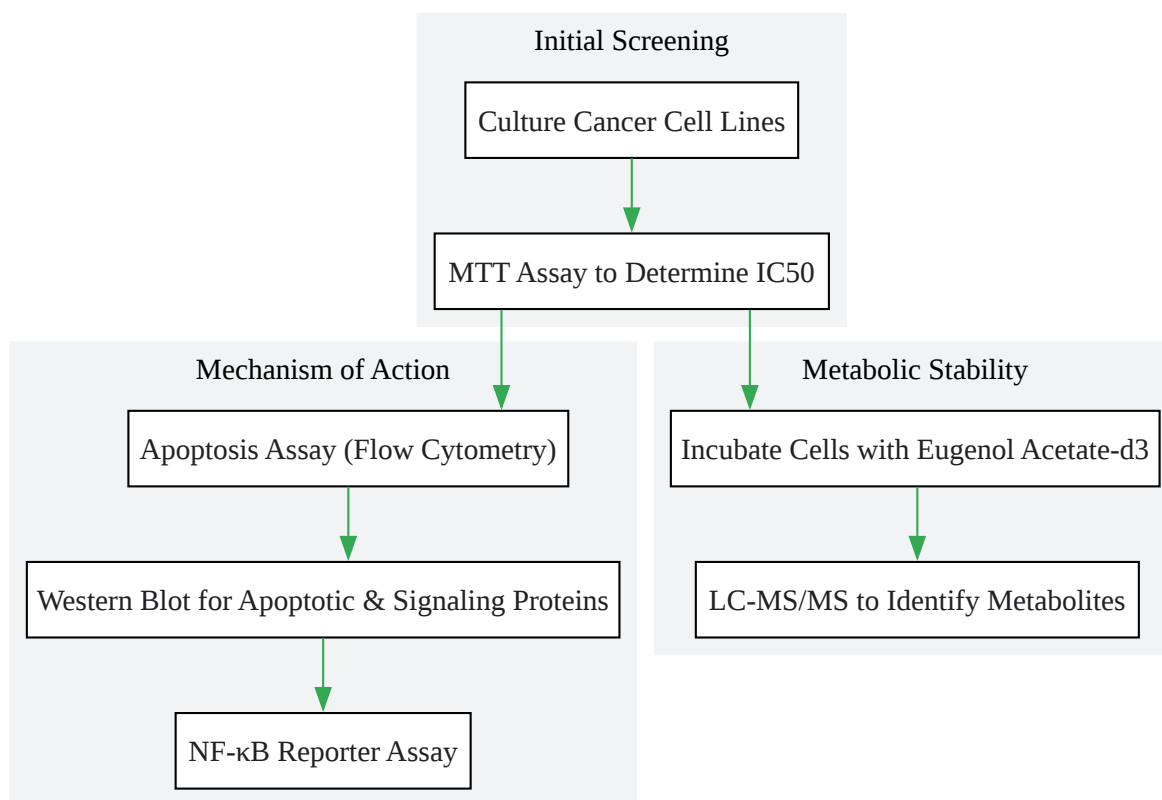 Initial Screening
Culture Cancer Cell Lines
MTT Assay to Determine IC50
Mechanism of Action
Apoptosis Assay (Flow Cytometry)
Western Blot for Apoptotic & Signaling Proteins
NF-κB Reporter Assay
Metabolic Stability
Incubate Cells with Eugenol Acetate-d3
LC-MS/MS to Identify Metabolites